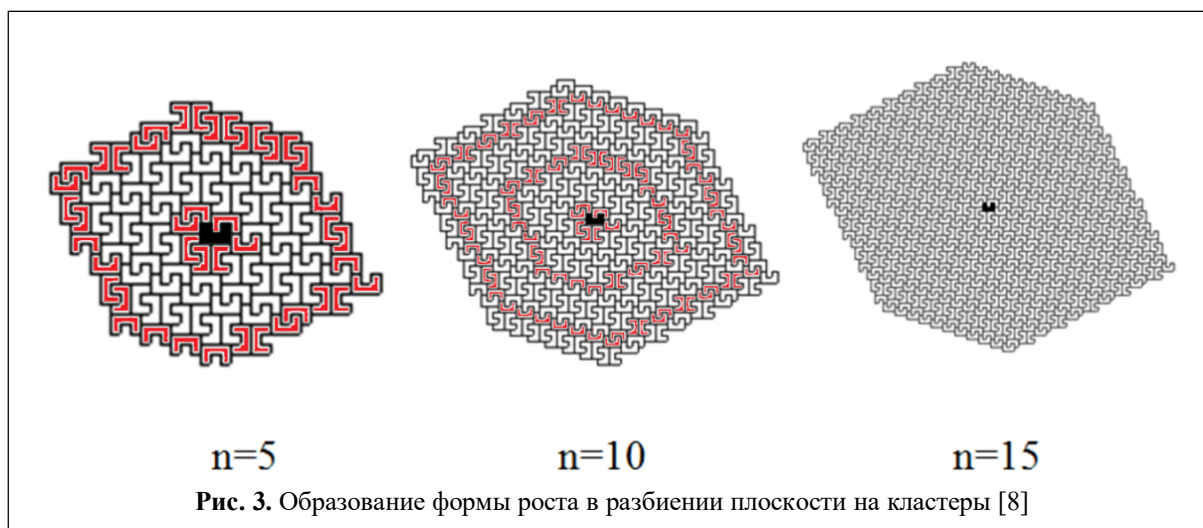 n=5 n=10 n=15
Рис. 3. Образование формы роста в разбиении плоскости на кластеры [8]